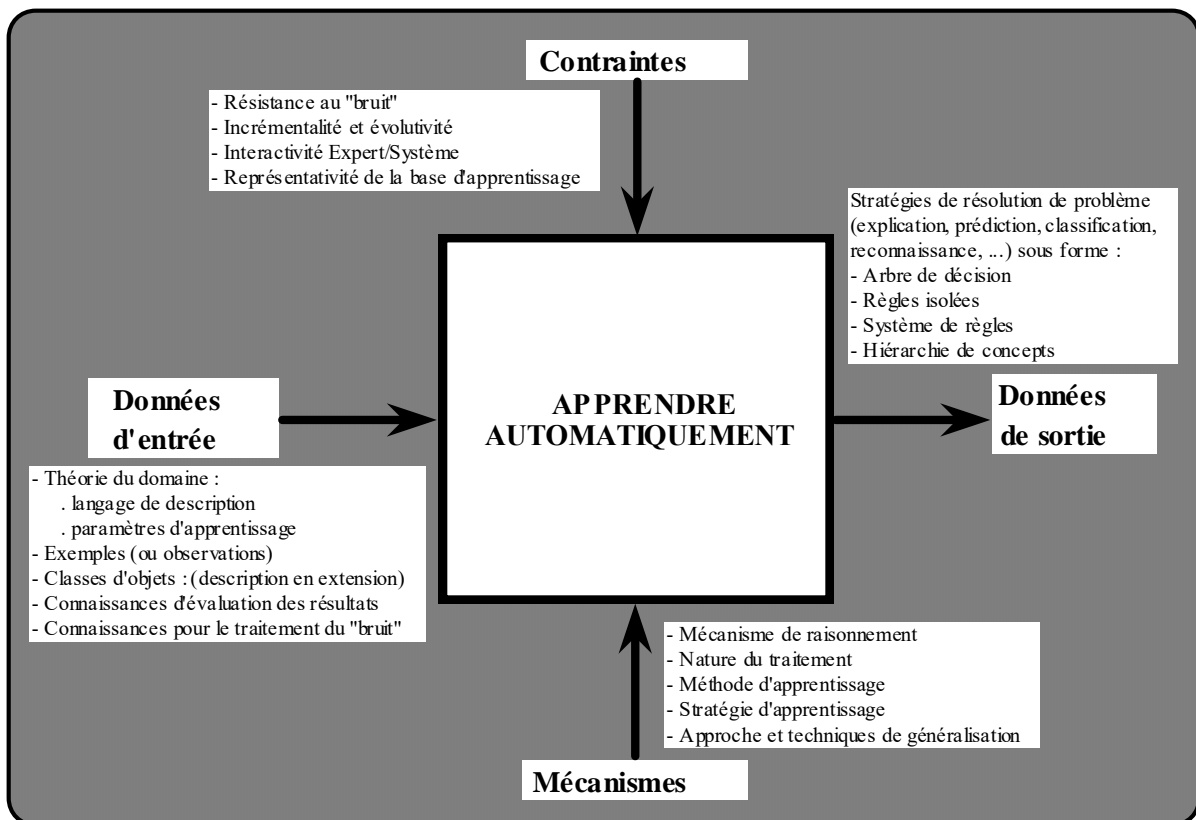 Contraintes
- Résistance au "bruit"
- Incrémentalité et évolutivité
- Interactivité Expert/Système
- Représentativité de la base d'apprentissage
Stratégies de résolution de problème
(explication, prédiction, classification,
reconnaissance, ...) sous forme :
- Arbre de décision
- Règles isolées
- Système de règles
- Hiérarchie de concepts
Données
d'entrée
APPRENDRE
AUTOMATIQUEMENT
Données
de sortie
- Théorie du domaine :
. langage de description
. paramètres d'apprentissage
- Exemples (ou observations)
- Classes d'objets : (description en extension)
- Connaissances d'évaluation des résultats
- Connaissances pour le traitement du "bruit"
- Mécanisme de raisonnement
- Nature du traitement
- Méthode d'apprentissage
- Stratégie d'apprentissage
- Approche et techniques de généralisation
Mécanismes